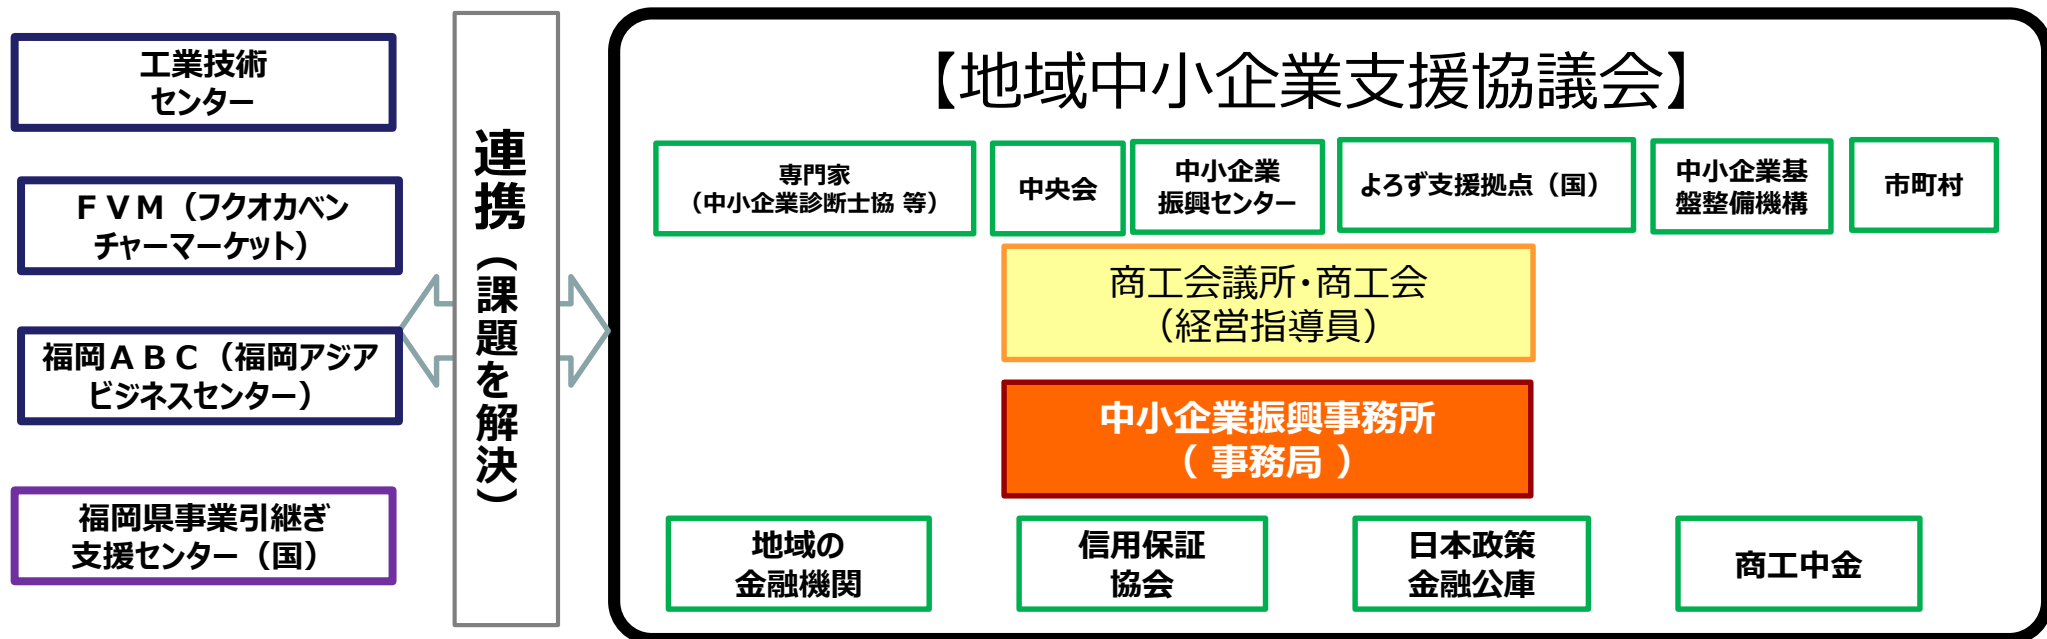 工業技術
センター
ＦＶＭ（フクオカベン
チャーマーケット）
福岡ＡＢＣ（福岡アジア
ビジネスセンター）
福岡県事業引継ぎ
支援センター（国）
連携（課題を解決）
【地域中小企業支援協議会】
専門家
（中小企業診断士協 等）
中央会
中小企業
振興センター
よろず支援拠点（国）
中小企業基
盤整備機構
市町村
商工会議所・商工会
（経営指導員）
中小企業振興事務所
（ 事務局 ）
地域の
金融機関
信用保証
協会
日本政策
金融公庫
商工中金